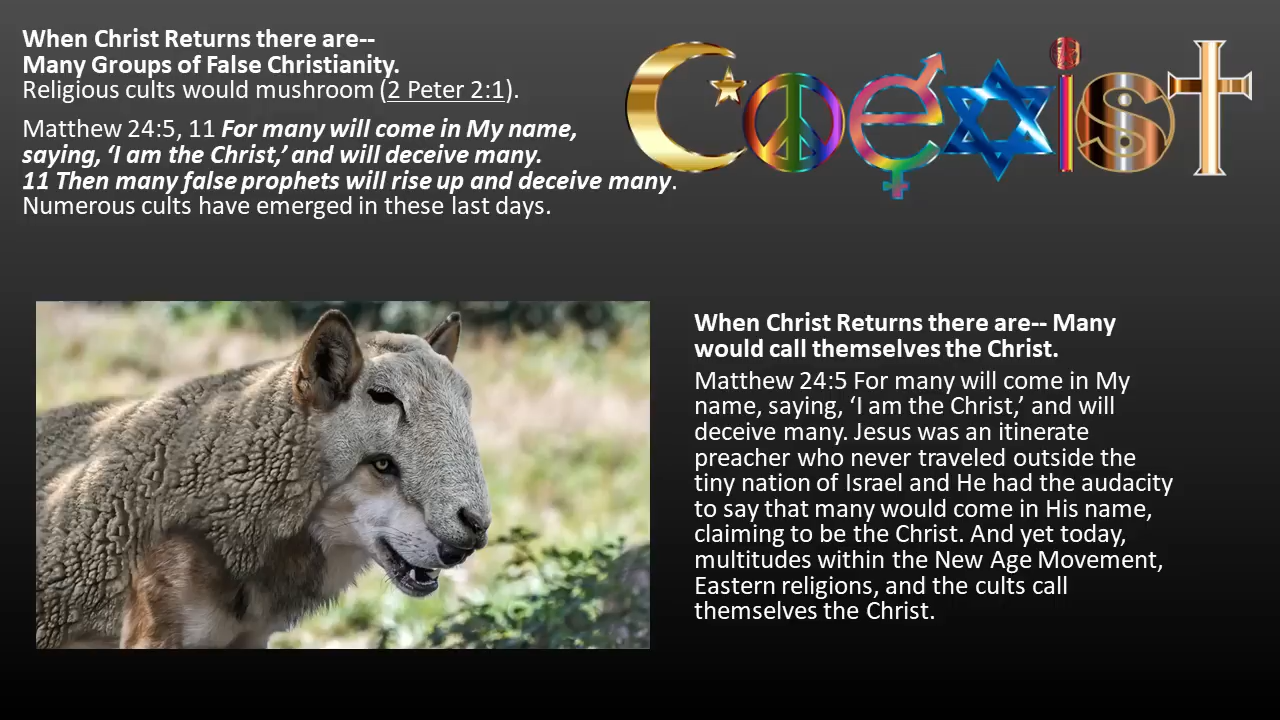 When Christ Returns there are--
Many Groups of False Christianity.
Religious cults would mushroom (2 Peter 2:1).
Matthew 24:5, 11 For many will come in My name,
saying, ‘I am the Christ,’ and will deceive many.
11 Then many false prophets will rise up and deceive many.
Numerous cults have emerged in these last days.
Coexist
When Christ Returns there are-- Many
would call themselves the Christ.
Matthew 24:5 For many will come in My
name, saying, ‘I am the Christ,’ and will
deceive many. Jesus was an itinerate
preacher who never traveled outside the
tiny nation of Israel and He had the audacity
to say that many would come in His name,
claiming to be the Christ. And yet today,
multitudes within the New Age Movement,
Eastern religions, and the cults call
themselves the Christ.